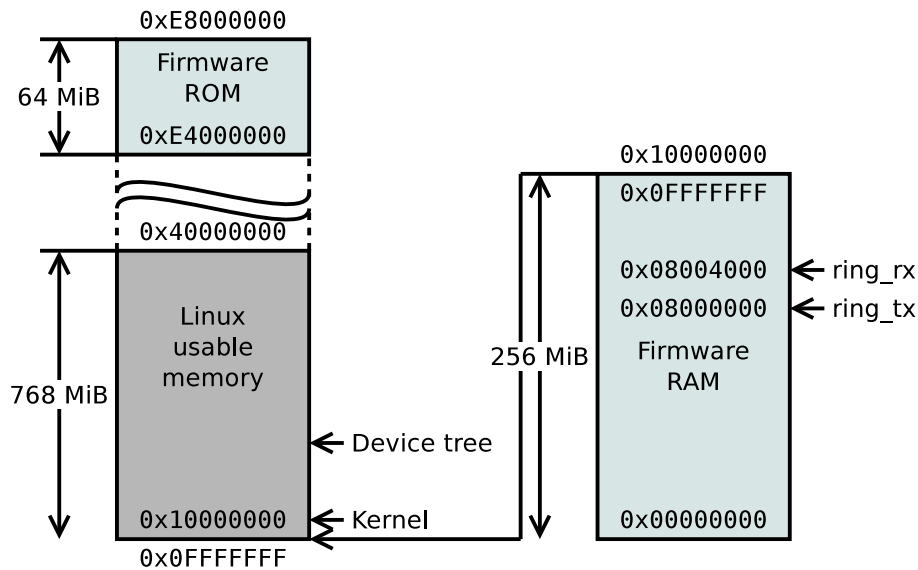 0xE8000000
Firmware
ROM
64 MiB
0xE4000000
0x40000000
Linux
usable
memory
768 MiB
Device tree
0x10000000
Kernel
0x0FFFFFFF
0x10000000
0x0FFFFFFF
0x08004000
ring_rx
0x08000000
ring_tx
256 MiB
Firmware
RAM
0x00000000